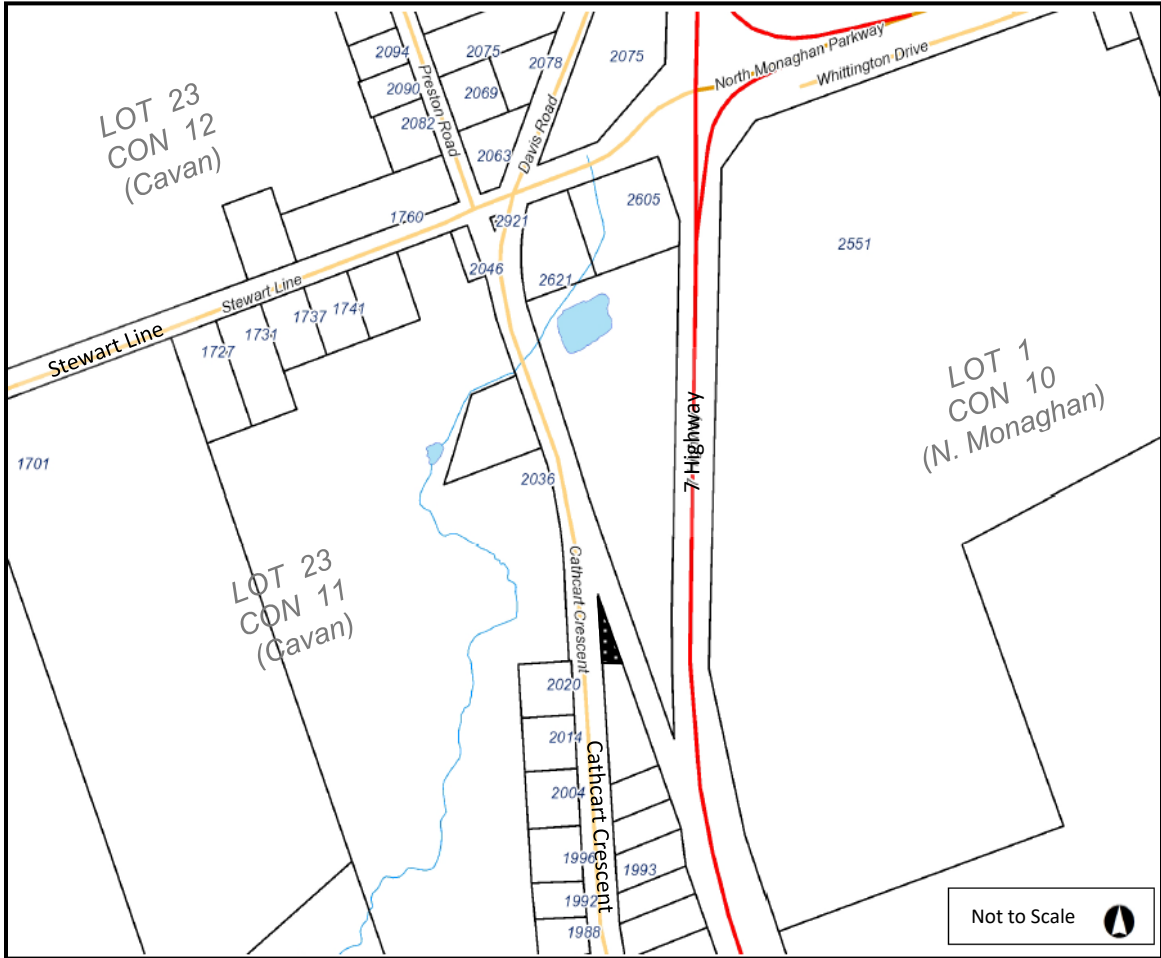 2094
2075
2078
2075
North Monaghan Parkway
Whittington Drive
2090
2069
Preston Road
2082
Davis Road
LOT 23
CON 12
(Cavan)
2063
2605
1760
2921
2551
2046
2621
Stewart Line
1741
1737
1731
1727
Stewart Line
LOT 1
CON 10
(N. Monaghan)
Highway 7
1701
2036
LOT 23
CON 11
(Cavan)
Cathcart Crescent
2020
2014
2004
Cathcart Crescent
1996
1993
1992
1988
Not to Scale